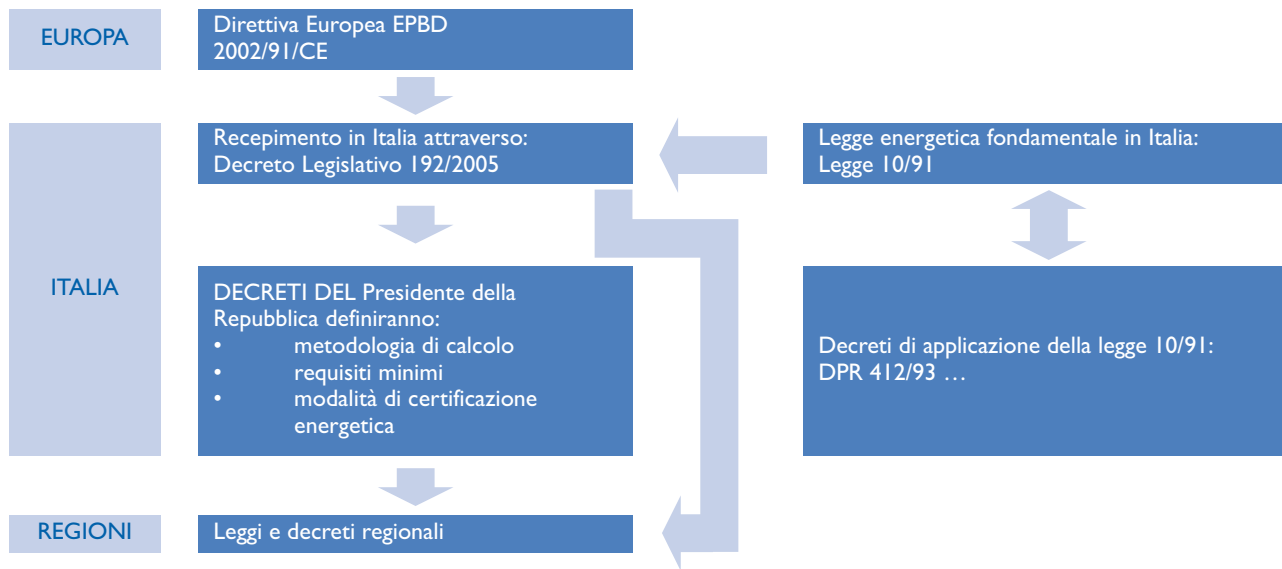 EUROPA
Direttiva Europea EPBD
2002/91/CE
ITALIA
Recepimento in Italia attraverso:
Decreto Legislativo 192/2005
Legge energetica fondamentale in Italia:
Legge 10/91
DECRETI DEL Presidente della
Repubblica definiranno:
• metodologia di calcolo
• requisiti minimi
• modalità di certificazione
energetica
Decreti di applicazione della legge 10/91:
DPR 412/93 …
REGIONI
Leggi e decreti regionali